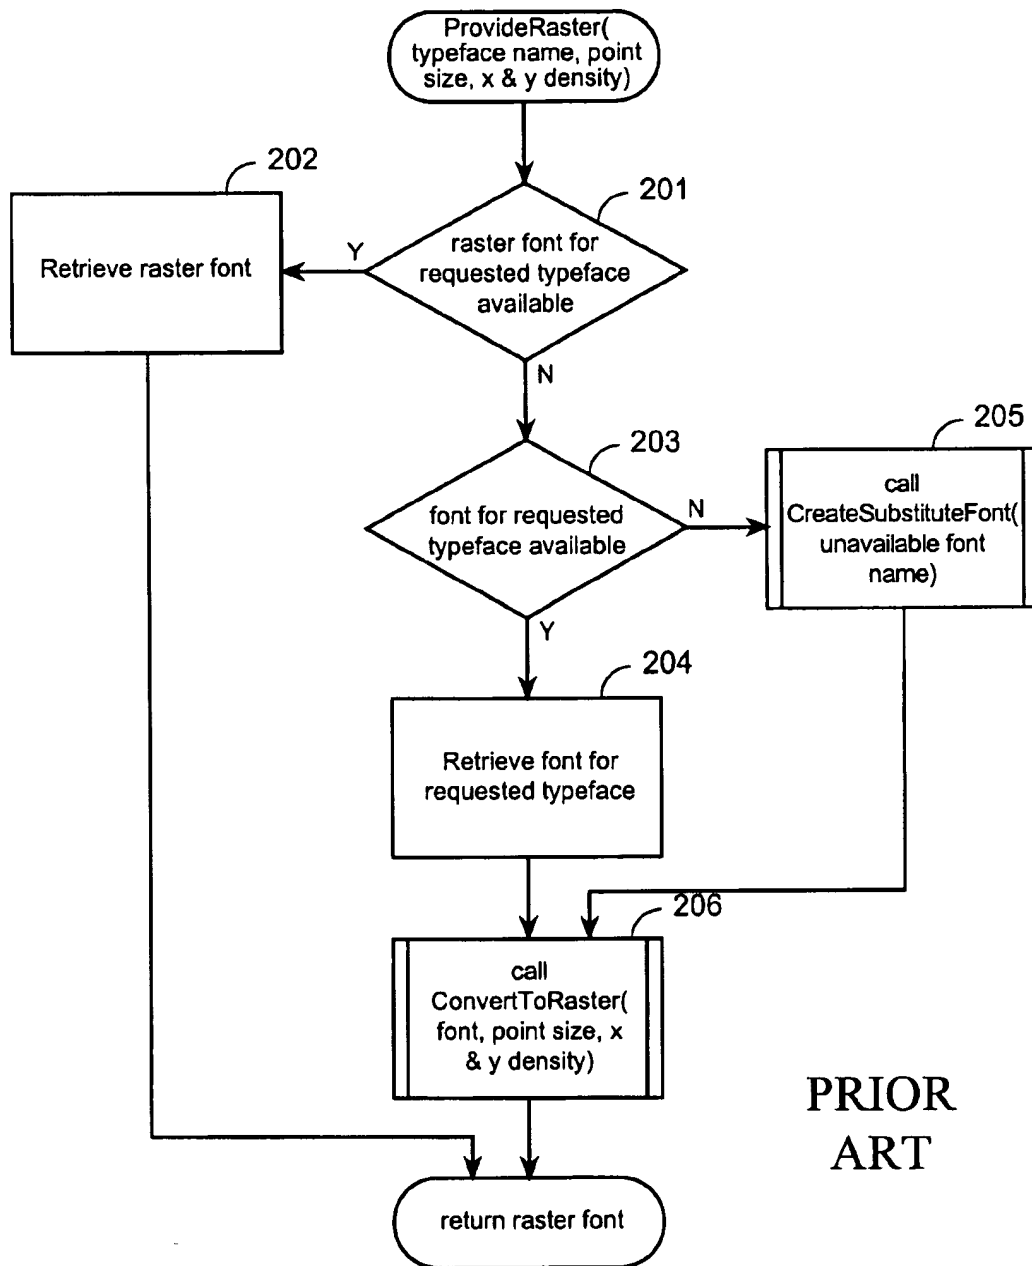 ProvideRaster(
typeface name, point
size, x & y density)
202
201
Y
raster font for
requested typeface
available
Retrieve raster font
N
205
203
call
CreateSubstituteFont(
unavailable font
name)
N
font for requested
typeface available
Y
204
Retrieve font for
requested typeface
206
call
ConvertToRaster(
font, point size, x
& y density)
PRIOR
ART
return raster font